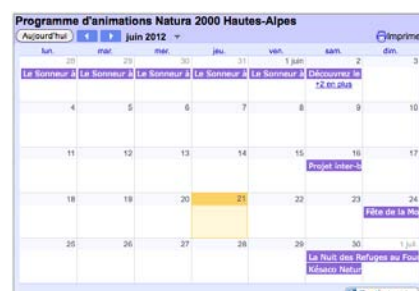 Programme d'animations Natura 2000 Hautes-Alpes
Aujourd'hui juin 2012 Imprime
lun. mar. mer. jeu. ven. sam. dim.
28 29 30 31 1 juin 2 3
Le Sonneur à Le Sonneur à Le Sonneur à Le Sonneur à Le Sonneur à Découvrez le
+2 en plus
4 5 6 7 8 9 10
11 12 13 14 15 16 17
Projet inter-b
18 19 20 21 22 23 24
Fête de la Mo
25 26 27 28 29 30 1 juil
La Nuit des Refuges au Four
Késaco Natur